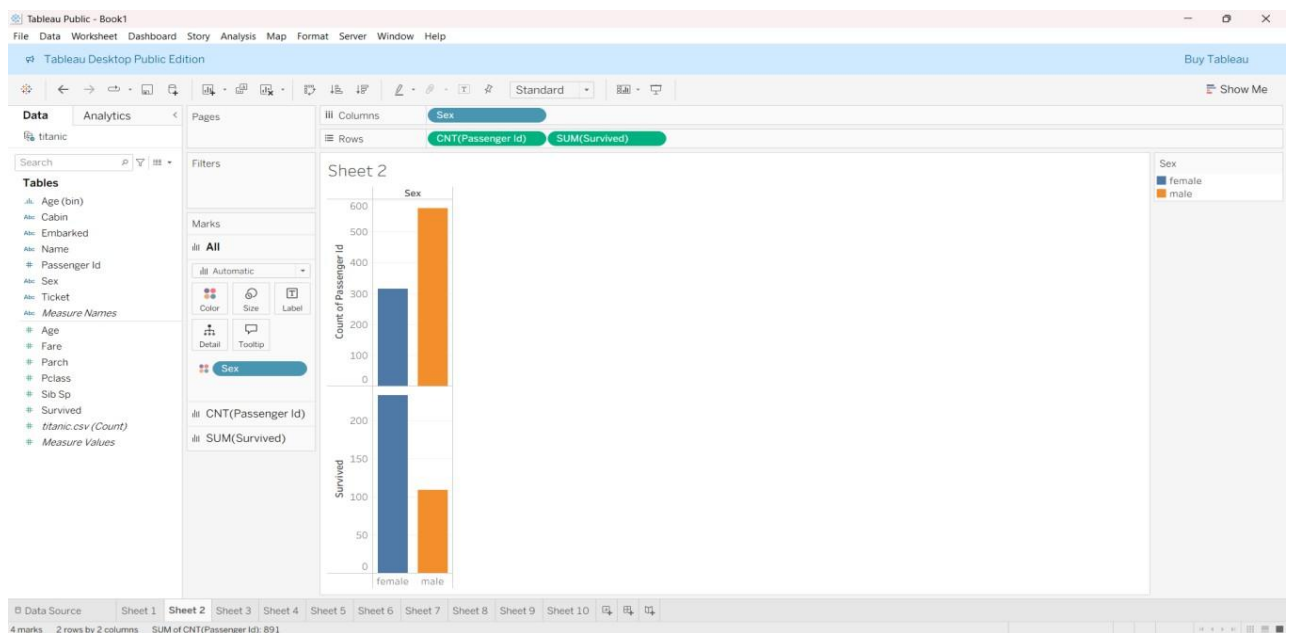 Tableau Public - Book1
File Data Worksheet Dashboard Story Analysis Map Format Server Window Help
Tableau Desktop Public Edition
Buy Tableau
Standard
Show Me
Data Analytics
titanic
Search
Tables
Age (bin)
Abc Cabin
Abc Embarked
Abc Name
# Passenger Id
Abc Sex
Abc Ticket
Abc Measure Names
# Age
# Fare
# Parch
# Pclass
# Sib Sp
# Survived
# titanic.csv (Count)
# Measure Values
Pages
Filters
Marks
All
Automatic
Color Size Label
Detail Tooltip
Sex
CNT(Passenger Id)
SUM(Survived)
Columns Sex
Rows CNT(Passenger Id) SUM(Survived)
Sheet 2
Sex
Count of Passenger Id
600
500
400
300
200
100
0
Survived
200
150
100
50
0
female male
Sex
female
male
Data Source Sheet 1 Sheet 2 Sheet 3 Sheet 4 Sheet 5 Sheet 6 Sheet 7 Sheet 8 Sheet 9 Sheet 10
4 marks 2 rows by 2 columns SUM of CNT(Passenger Id): 891